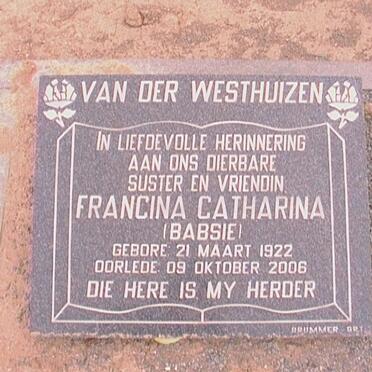 VAN DER WESTHUIZEN
IN LIEFDEVOLLE HERINNERING
AAN ONS DIERBARE
SUSTER EN VRIENDIN
FRANCINA CATHARINA
(BABSIE)
GEBORE 21 MAART 1922
OORLEDE 09 OKTOBER 2006
DIE HERE IS MY HERDER